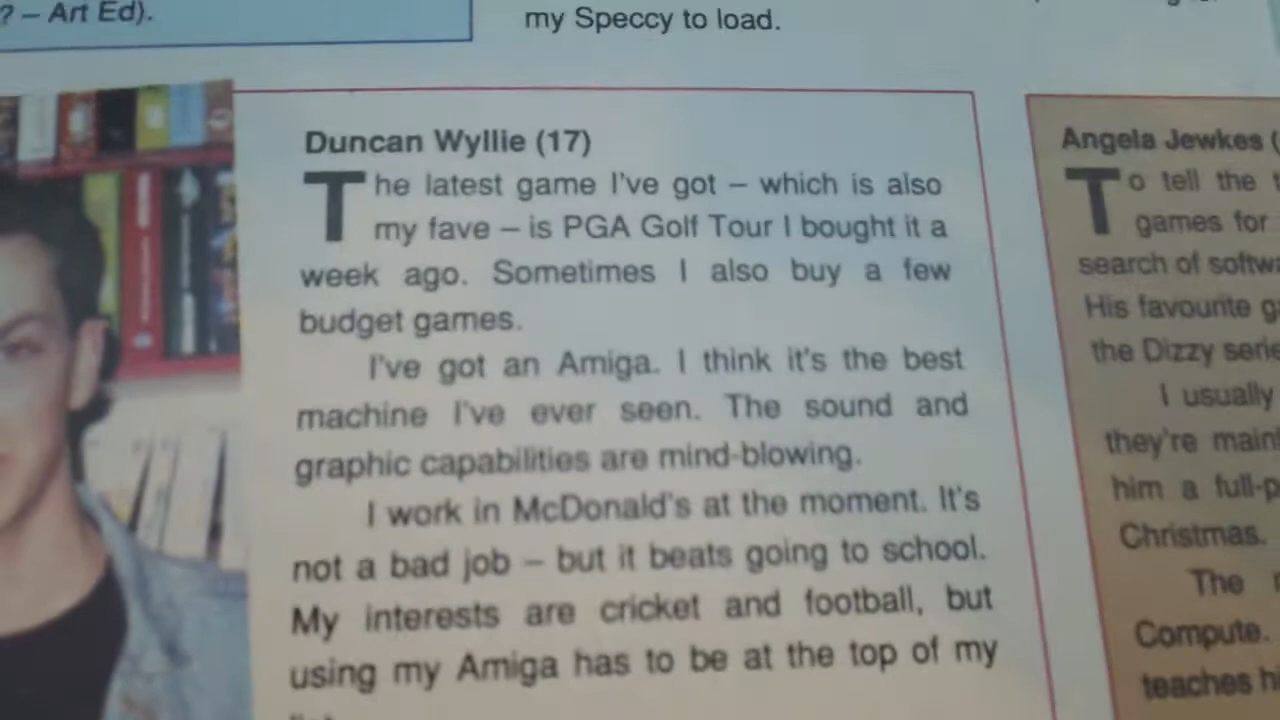 ? – Art Ed).
my Speccy to load.
Duncan Wyllie (17)
The latest game I've got – which is also
my fave – is PGA Golf Tour I bought it a
week ago. Sometimes I also buy a few
budget games.
I've got an Amiga. I think it's the best
machine I've ever seen. The sound and
graphic capabilities are mind-blowing.
I work in McDonald's at the moment. It's
not a bad job – but it beats going to school.
My interests are cricket and football, but
using my Amiga has to be at the top of my
Angela Jewkes (
To tell the t
games for
search of softwa
His favourite g
the Dizzy serie
I usually
they're main
him a full-p
Christmas.
The
Compute.
teaches hi